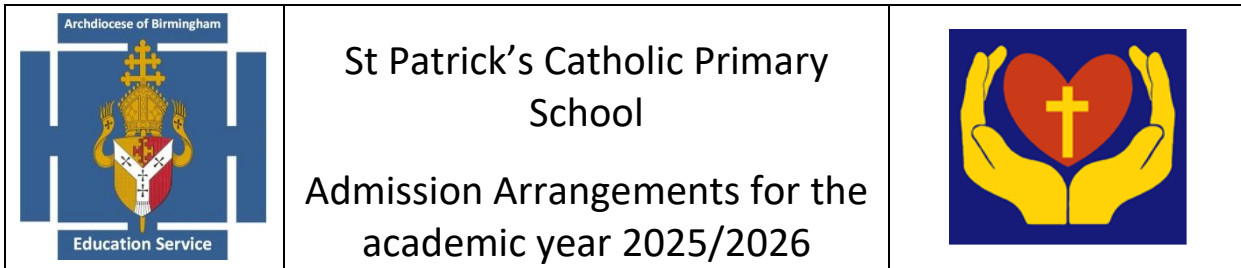 Archdiocese of Birmingham
Education Service
St Patrick’s Catholic Primary
School
Admission Arrangements for the
academic year 2025/2026